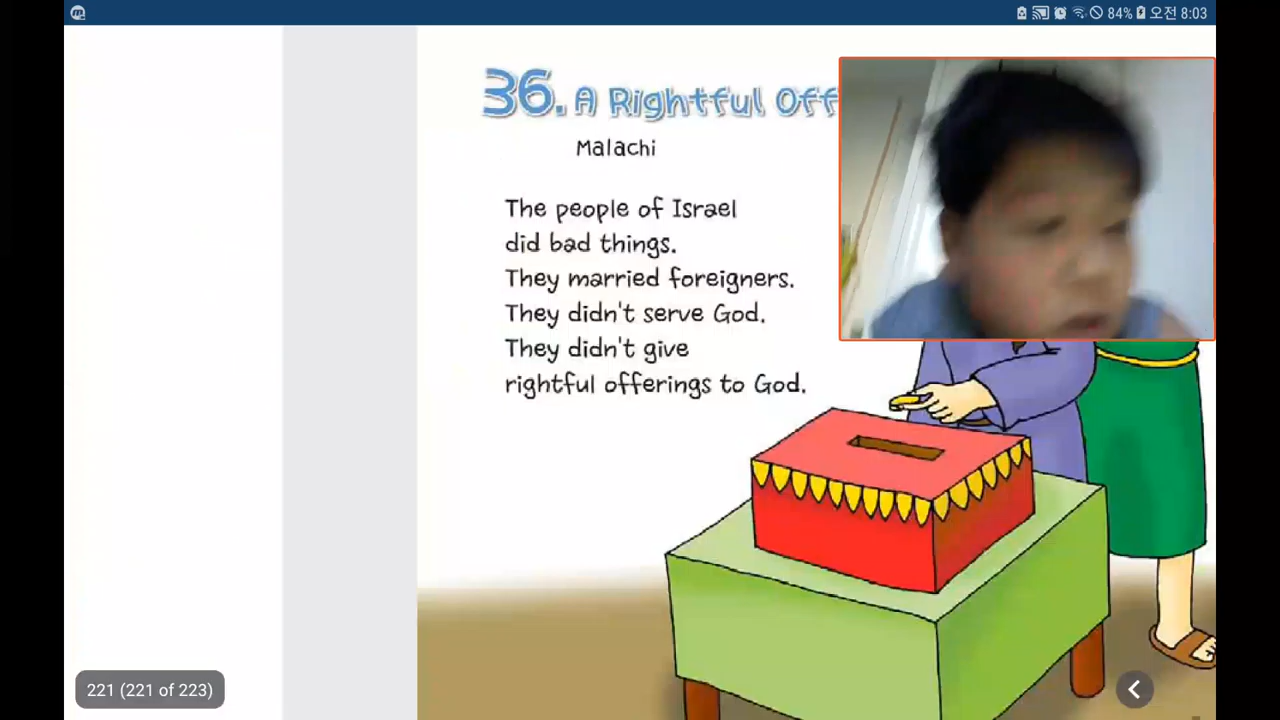 84% 오전 8:03
36. A Rightful Off
Malachi
The people of Israel
did bad things.
They married foreigners.
They didn't serve God.
They didn't give
rightful offerings to God.
221 (221 of 223)